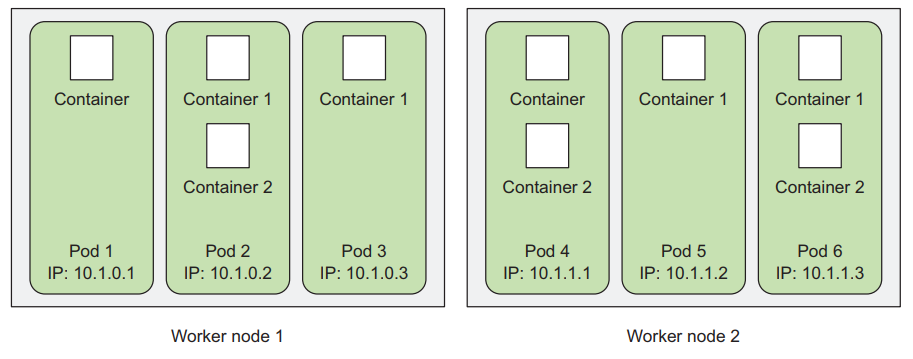 Container
Container 1
Container 1
Container 2
Pod 1
IP: 10.1.0.1
Pod 2
IP: 10.1.0.2
Pod 3
IP: 10.1.0.3
Worker node 1
Container
Container 1
Container 1
Container 2
Container 2
Pod 4
IP: 10.1.1.1
Pod 5
IP: 10.1.1.2
Pod 6
IP: 10.1.1.3
Worker node 2